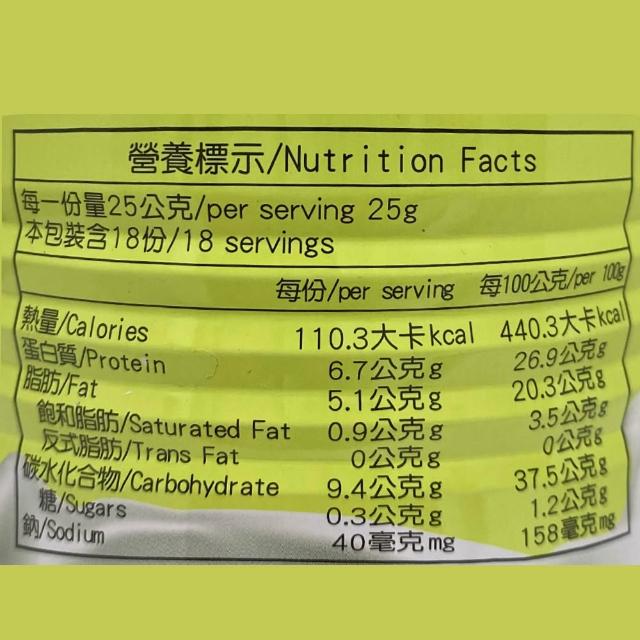 營養標示/Nutrition Facts
每一份量25公克/per serving 25g
本包裝含18份/18 servings
每份/per serving 每100公克/per 100g
熱量/Calories 110.3大卡kcal 440.3大卡kcal
蛋白質/Protein 6.7公克g 26.9公克g
脂肪/Fat 5.1公克g 20.3公克g
飽和脂肪/Saturated Fat 0.9公克g 3.5公克g
反式脂肪/Trans Fat 0公克g 0公克g
碳水化合物/Carbohydrate 9.4公克g 37.5公克g
糖/Sugars 0.3公克g 1.2公克g
鈉/Sodium 40毫克mg 158毫克mg